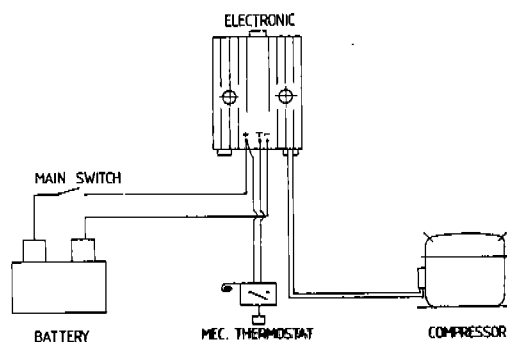 ELECTRONIC
+ T -
MAIN SWITCH
BATTERY
MEC. THERMOSTAT
COMPRESSOR